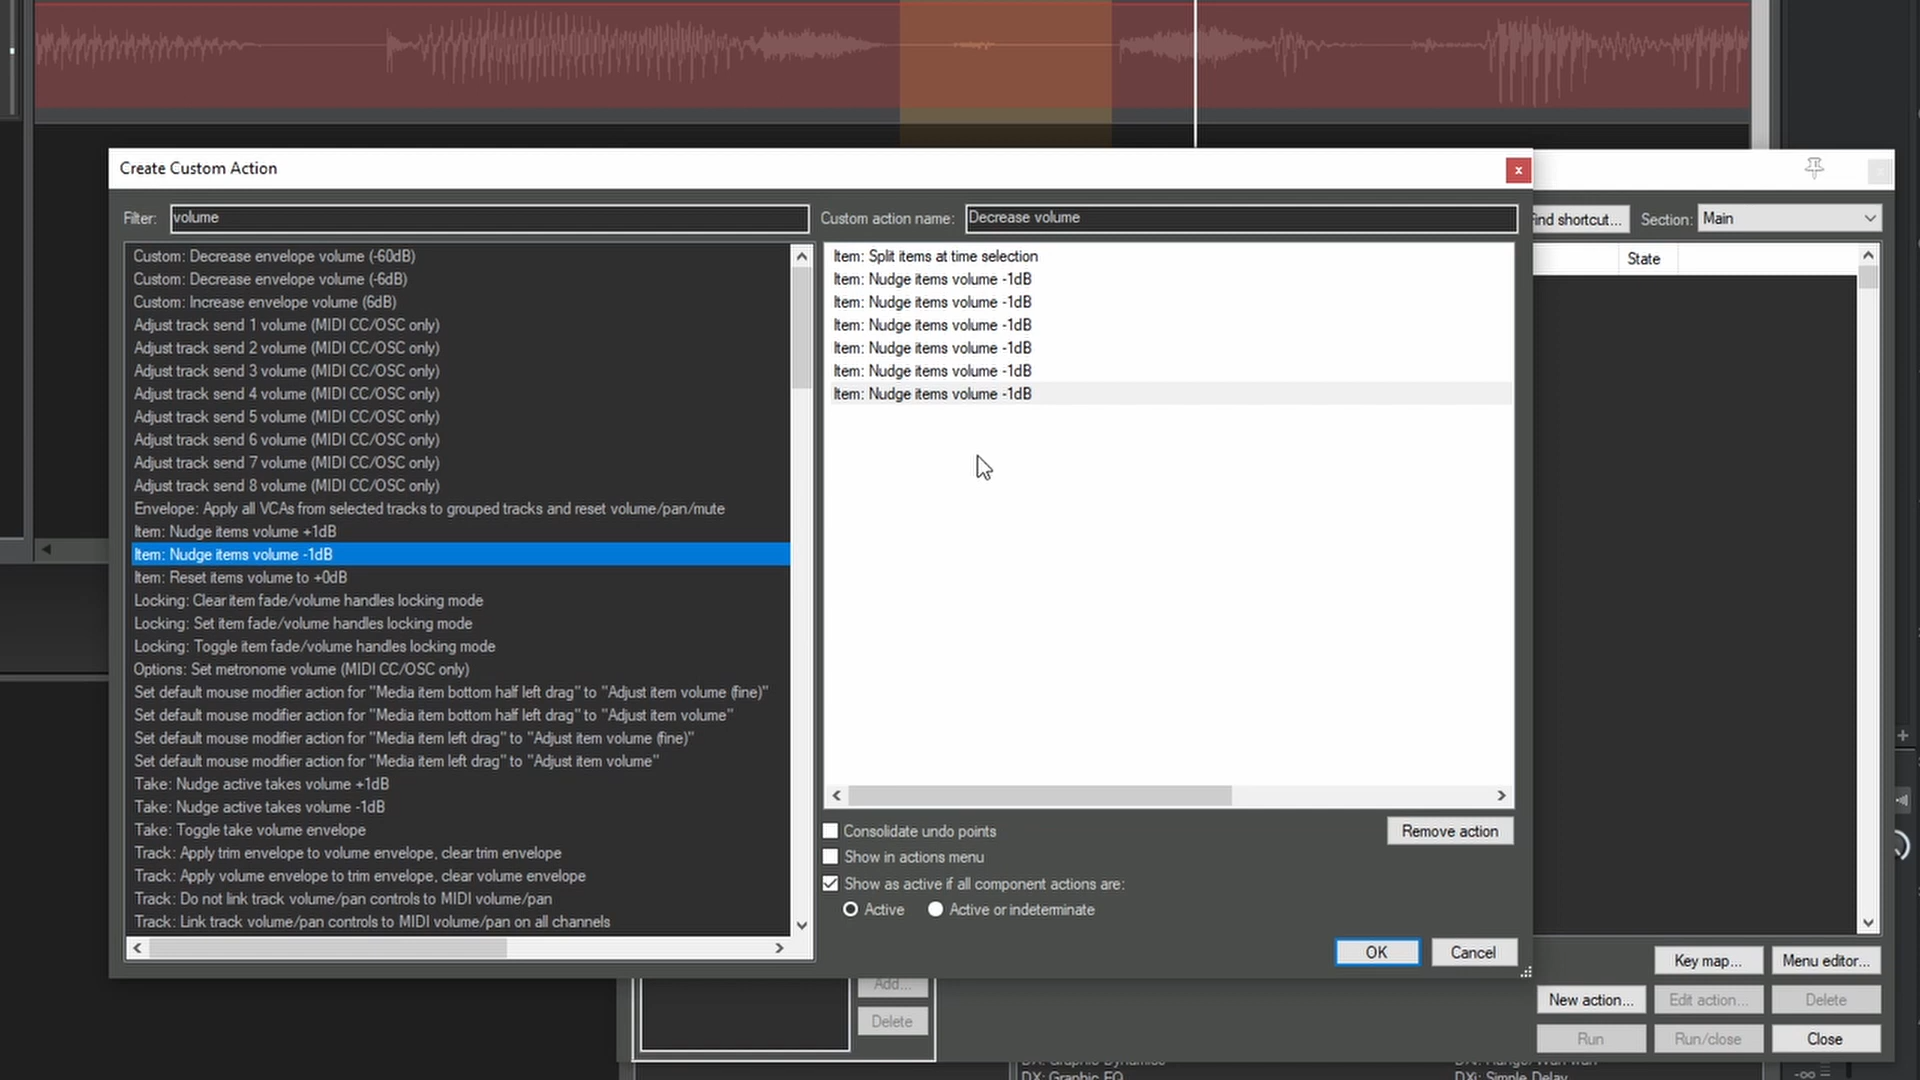 Create Custom Action
x
Filter: volume
Custom action name: Decrease volume
Find shortcut...
Section: Main
State
Custom: Decrease envelope volume (-60dB)
Custom: Decrease envelope volume (-6dB)
Custom: Increase envelope volume (6dB)
Adjust track send 1 volume (MIDI CC/OSC only)
Adjust track send 2 volume (MIDI CC/OSC only)
Adjust track send 3 volume (MIDI CC/OSC only)
Adjust track send 4 volume (MIDI CC/OSC only)
Adjust track send 5 volume (MIDI CC/OSC only)
Adjust track send 6 volume (MIDI CC/OSC only)
Adjust track send 7 volume (MIDI CC/OSC only)
Adjust track send 8 volume (MIDI CC/OSC only)
Envelope: Apply all VCAs from selected tracks to grouped tracks and reset volume/pan/mute
Item: Nudge items volume +1dB
Item: Nudge items volume -1dB
Item: Reset items volume to +0dB
Locking: Clear item fade/volume handles locking mode
Locking: Set item fade/volume handles locking mode
Locking: Toggle item fade/volume handles locking mode
Options: Set metronome volume (MIDI CC/OSC only)
Set default mouse modifier action for "Media item bottom half left drag" to "Adjust item volume (fine)"
Set default mouse modifier action for "Media item bottom half left drag" to "Adjust item volume"
Set default mouse modifier action for "Media item left drag" to "Adjust item volume (fine)"
Set default mouse modifier action for "Media item left drag" to "Adjust item volume"
Take: Nudge active takes volume +1dB
Take: Nudge active takes volume -1dB
Take: Toggle take volume envelope
Track: Apply trim envelope to volume envelope, clear trim envelope
Track: Apply volume envelope to trim envelope, clear volume envelope
Track: Do not link track volume/pan controls to MIDI volume/pan
Track: Link track volume/pan controls to MIDI volume/pan on all channels
Item: Split items at time selection
Item: Nudge items volume -1dB
Item: Nudge items volume -1dB
Item: Nudge items volume -1dB
Item: Nudge items volume -1dB
Item: Nudge items volume -1dB
Item: Nudge items volume -1dB
Consolidate undo points
Remove action
Show in actions menu
Show as active if all component actions are:
Active
Active or indeterminate
OK
Cancel
Key map...
Menu editor...
Add...
New action...
Edit action...
Delete
Delete
Run
Run/close
Close
DX: Graphic EQ
DXi: Simple Delay
-oo